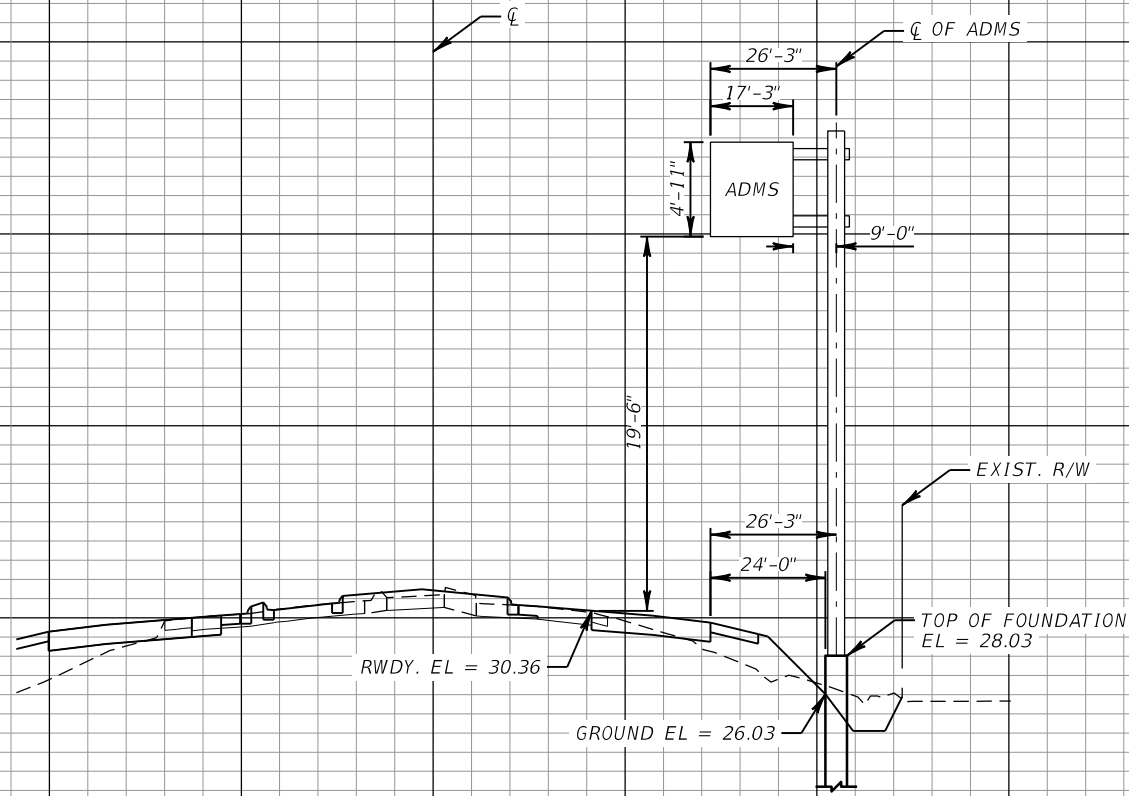 ℄
℄ OF ADMS
26'-3"
17'-3"
4'-11"
ADMS
9'-0"
19'-6"
EXIST. R/W
26'-3"
24'-0"
TOP OF FOUNDATION
EL = 28.03
RWDY. EL = 30.36
GROUND EL = 26.03